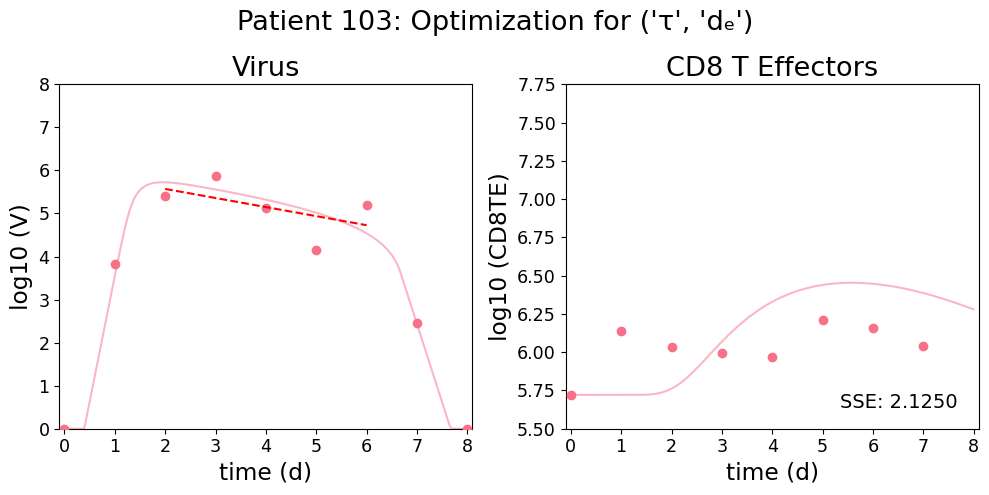 Patient 103: Optimization for ('τ', 'dₑ')
Virus
CD8 T Effectors
log10 (V)
8
7
6
5
4
3
2
1
0
0 1 2 3 4 5 6 7 8
time (d)
log10 (CD8TE)
7.75
7.50
7.25
7.00
6.75
6.50
6.25
6.00
5.75
5.50
SSE: 2.1250
0 1 2 3 4 5 6 7 8
time (d)